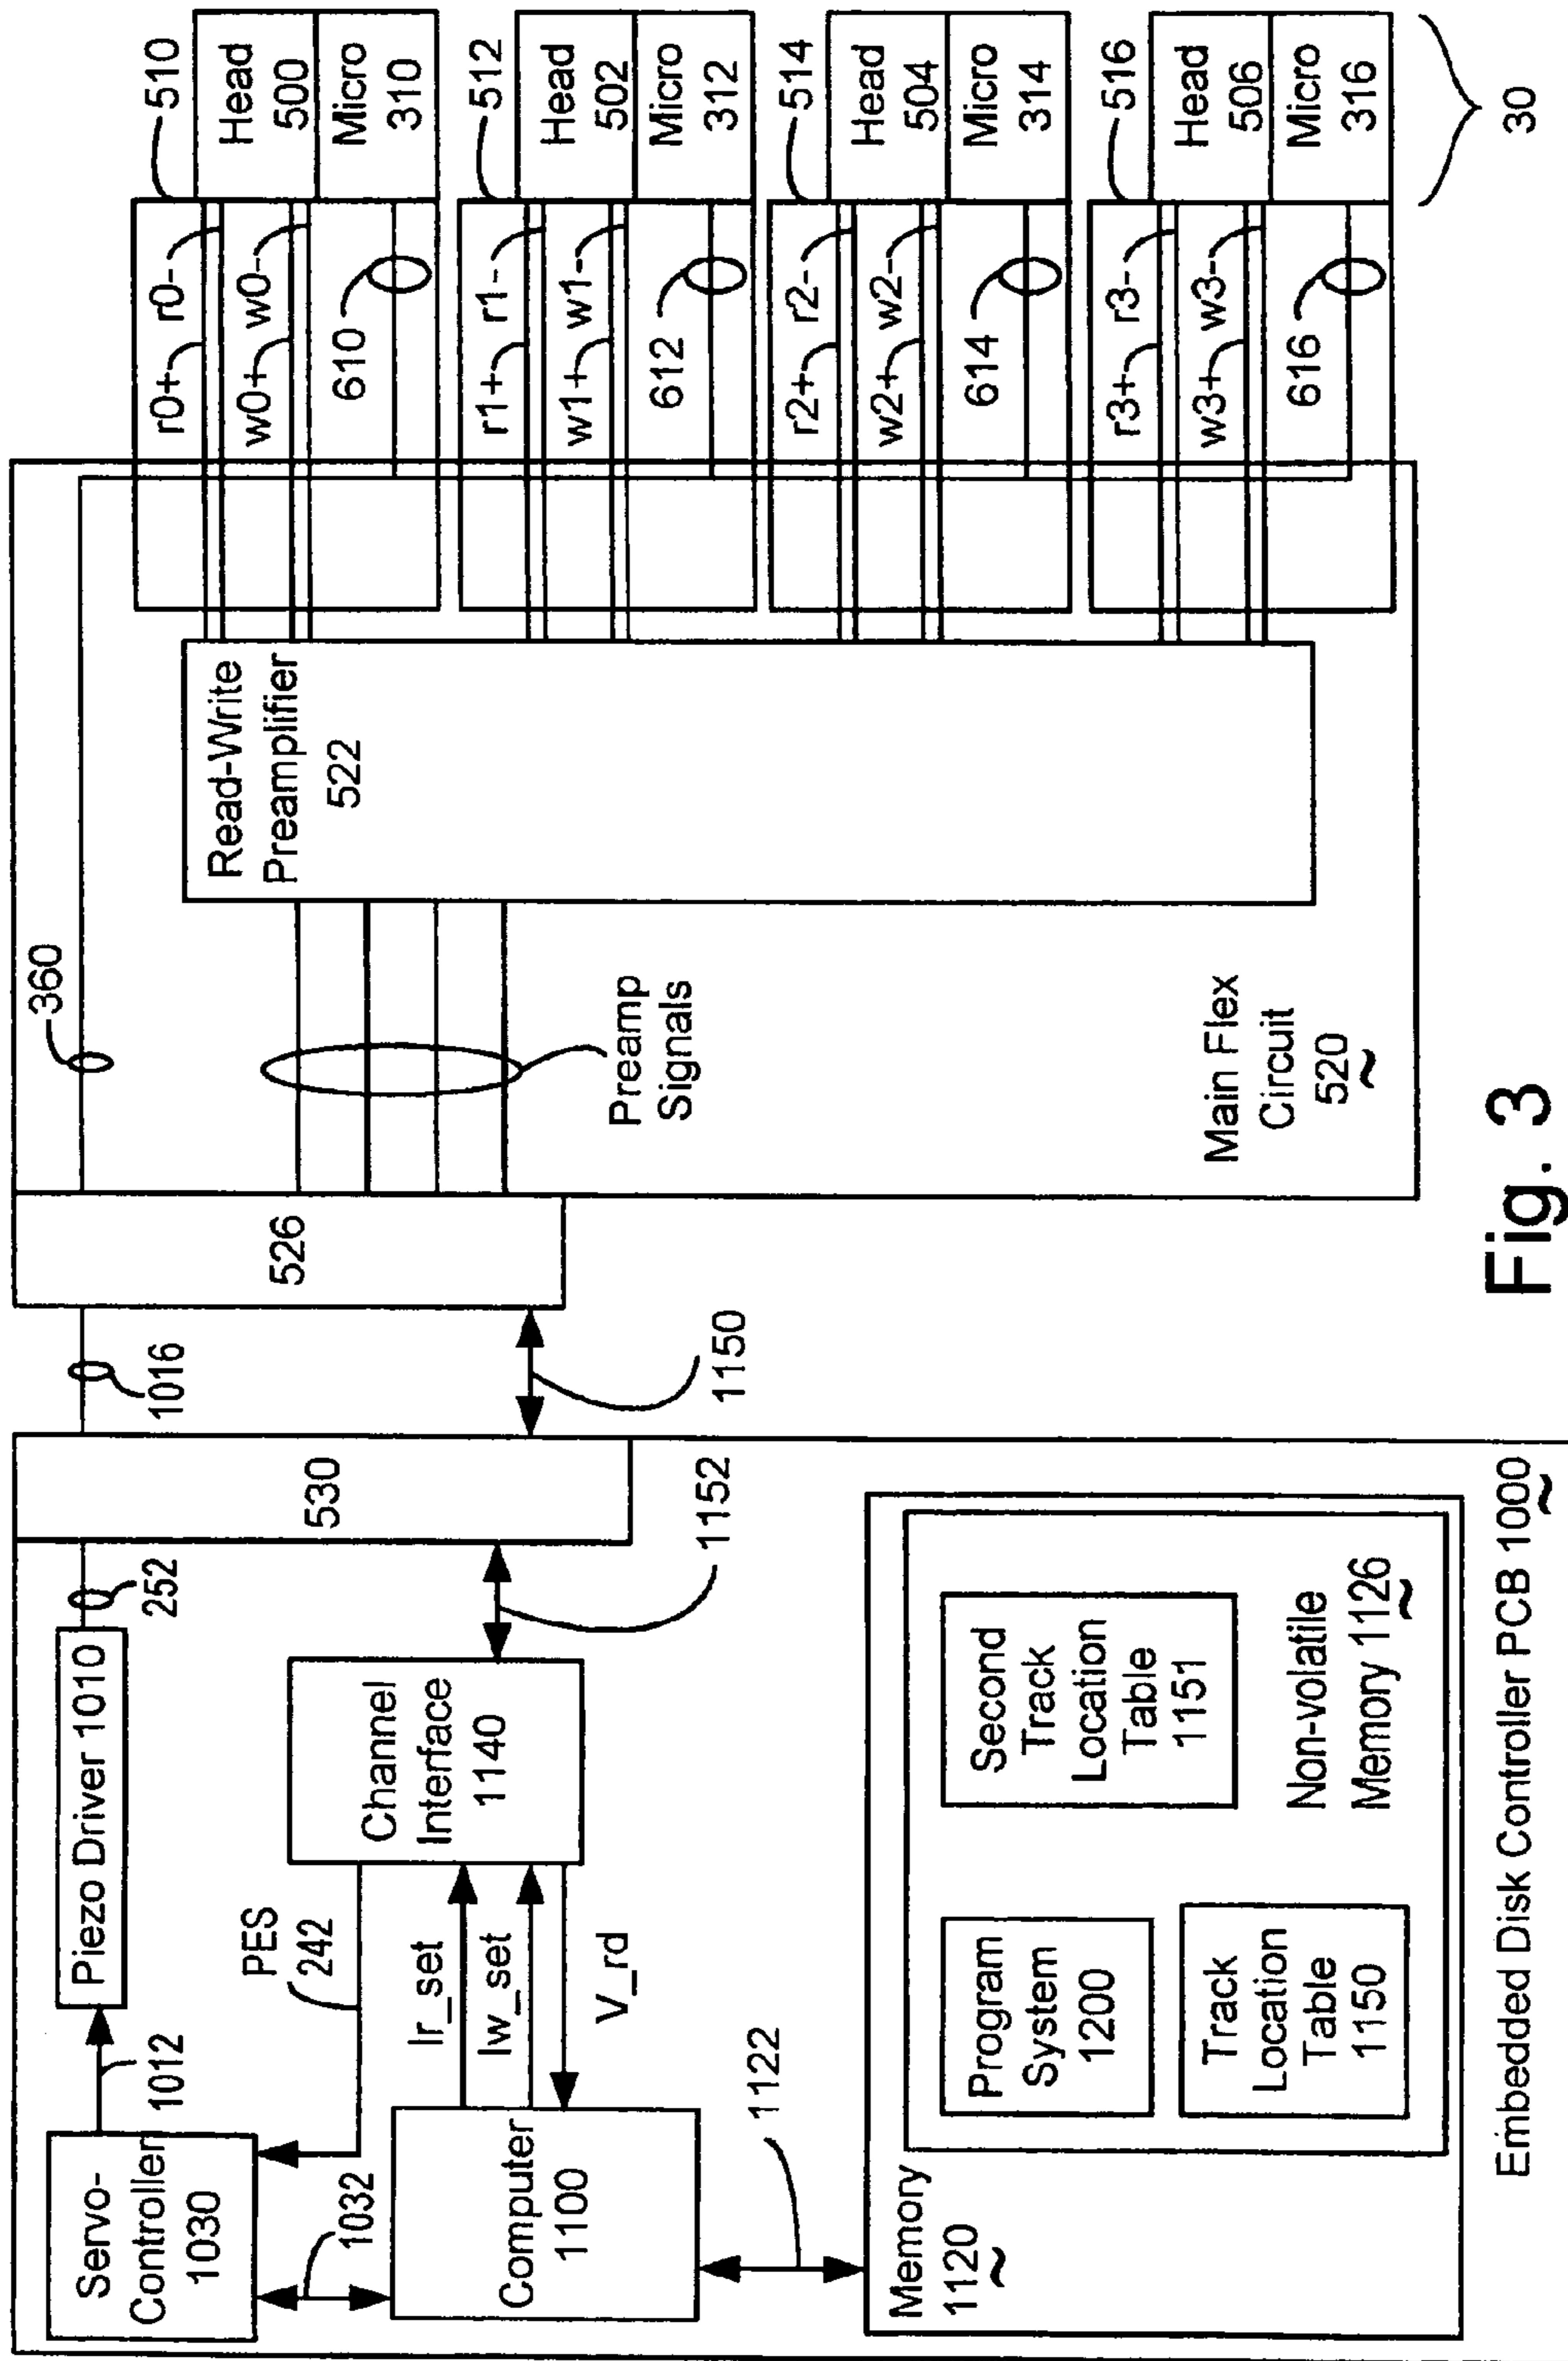 Servo-
Controller
1030
1012
Piezo Driver 1010
252
530
1016
526
360
1032
PES
242
Computer
1100
Ir_set
Iw_set
V_rd
Channel
Interface
1140
1152
1150
1122
Memory
1120
Program
System
1200
Track
Location
Table
1150
Second
Track
Location
Table
1151
Non-volatile
Memory 1126
Embedded Disk Controller PCB 1000
Preamp
Signals
Main Flex
Circuit
520
Read-Write
Preamplifier
522
r0+
r0-
w0+
w0-
610
510
Head
500
Micro
310
r1+
r1-
w1+
w1-
612
512
Head
502
Micro
312
r2+
r2-
w2+
w2-
614
514
Head
504
Micro
314
r3+
r3-
w3+
w3-
616
516
Head
506
Micro
316
30
Fig. 3